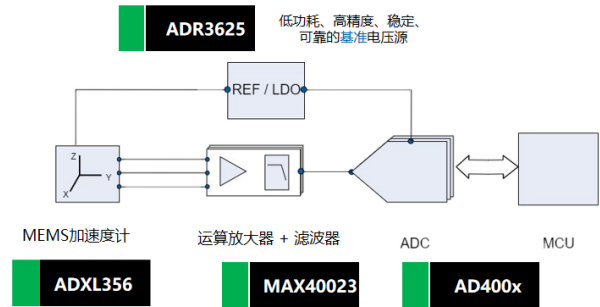 ADR3625
低功耗、高精度、稳定、
可靠的基准电压源
REF / LDO
Z
Y
X
MEMS加速度计
运算放大器 + 滤波器
ADC
MCU
ADXL356
MAX40023
AD400x